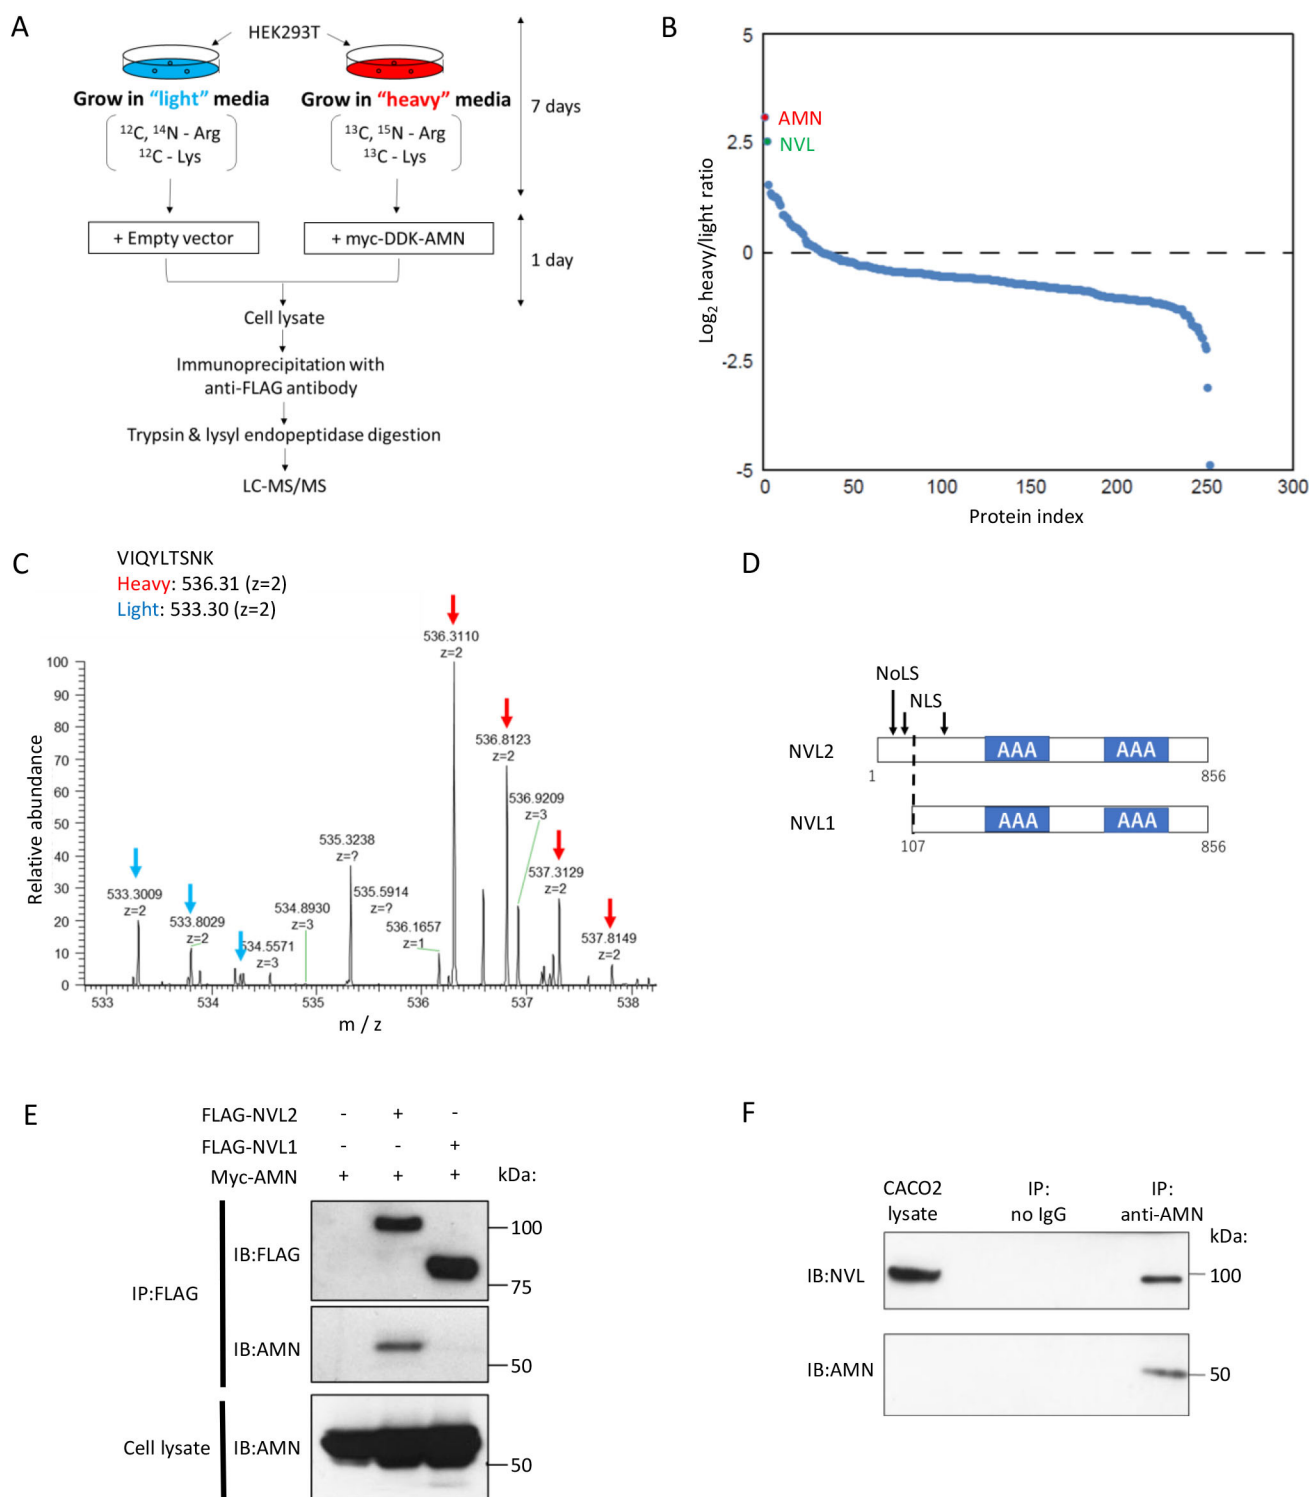 A
HEK293T
Grow in “light” media
Grow in “heavy” media
7 days
¹²C, ¹⁴N - Arg
¹²C - Lys
¹³C, ¹⁵N - Arg
¹³C - Lys
+ Empty vector
+ myc-DDK-AMN
1 day
Cell lysate
Immunoprecipitation with
anti-FLAG antibody
Trypsin & lysyl endopeptidase digestion
LC-MS/MS
B
5
2.5
0
-2.5
-5
AMN
NVL
Log₂ heavy/light ratio
0 50 100 150 200 250 300
Protein index
C
VIQYLTSNK
Heavy: 536.31 (z=2)
Light: 533.30 (z=2)
Relative abundance
100
90
80
70
60
50
40
30
20
10
0
533.3009
z=2
533.8029
z=2
534.5571
z=3
534.8930
z=3
535.3238
z=?
535.5914
z=?
536.1657
z=1
536.3110
z=2
536.8123
z=2
536.9209
z=3
537.3129
z=2
537.8149
z=2
533 534 535 536 537 538
m / z
D
NoLS
NLS
NVL2
AAA AAA
1 856
NVL1
AAA AAA
107 856
E
FLAG-NVL2 - + -
FLAG-NVL1 - - +
Myc-AMN + + +
kDa:
IP:FLAG
IB:FLAG
100
75
IB:AMN
50
Cell lysate
IB:AMN
50
F
CACO2
lysate
IP:
no IgG
IP:
anti-AMN
kDa:
IB:NVL
100
IB:AMN
50